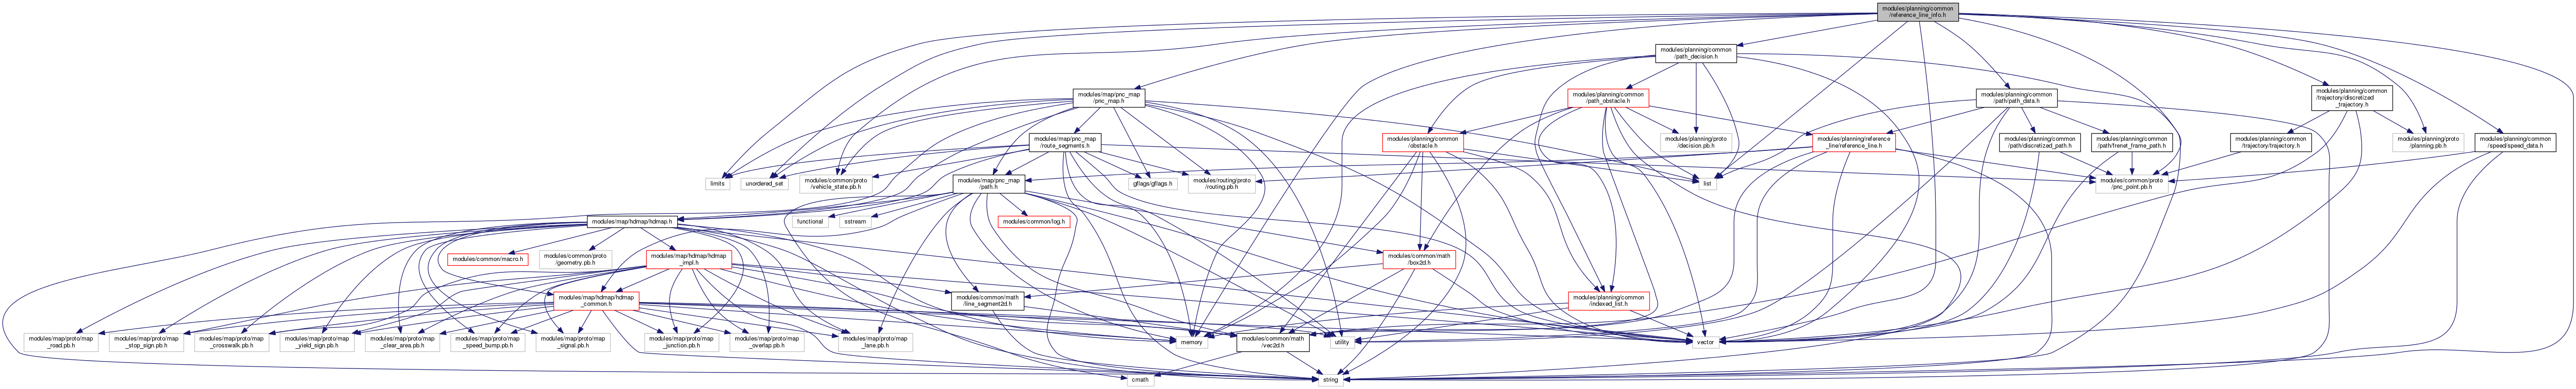 modules/planning/common
/reference_line_info.h
modules/planning/common
/path_decision.h
modules/map/pnc_map
/pnc_map.h
modules/planning/common
/path_obstacle.h
modules/planning/common
/path/path_data.h
modules/planning/common
/trajectory/discretized
_trajectory.h
modules/map/pnc_map
/route_segments.h
modules/planning/common
/obstacle.h
modules/planning/proto
/decision.pb.h
modules/planning/reference
_line/reference_line.h
modules/planning/common
/path/discretized_path.h
modules/planning/common
/path/frenet_frame_path.h
modules/planning/common
/trajectory/trajectory.h
modules/planning/proto
/planning.pb.h
modules/planning/common
/speed/speed_data.h
limits
unordered_set
modules/common/proto
/vehicle_state.pb.h
modules/map/pnc_map
/path.h
gflags/gflags.h
modules/routing/proto
/routing.pb.h
list
modules/common/proto
/pnc_point.pb.h
modules/map/hdmap/hdmap.h
functional
sstream
modules/common/log.h
modules/common/macro.h
modules/common/proto
/geometry.pb.h
modules/map/hdmap/hdmap
_impl.h
modules/common/math
/box2d.h
modules/map/hdmap/hdmap
_common.h
modules/common/math
/line_segment2d.h
modules/planning/common
/indexed_list.h
modules/map/proto/map
_road.pb.h
modules/map/proto/map
_stop_sign.pb.h
modules/map/proto/map
_crosswalk.pb.h
modules/map/proto/map
_yield_sign.pb.h
modules/map/proto/map
_clear_area.pb.h
modules/map/proto/map
_speed_bump.pb.h
modules/map/proto/map
_signal.pb.h
modules/map/proto/map
_junction.pb.h
modules/map/proto/map
_overlap.pb.h
modules/map/proto/map
_lane.pb.h
memory
modules/common/math
/vec2d.h
utility
vector
cmath
string